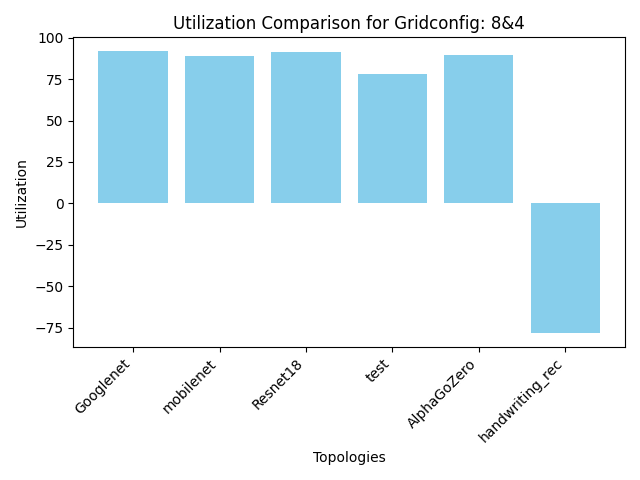 Utilization Comparison for Gridconfig: 8&4
100
75
50
25
0
−25
−50
−75
Utilization
Googlenet
mobilenet
Resnet18
test
AlphaGoZero
handwriting_rec
Topologies